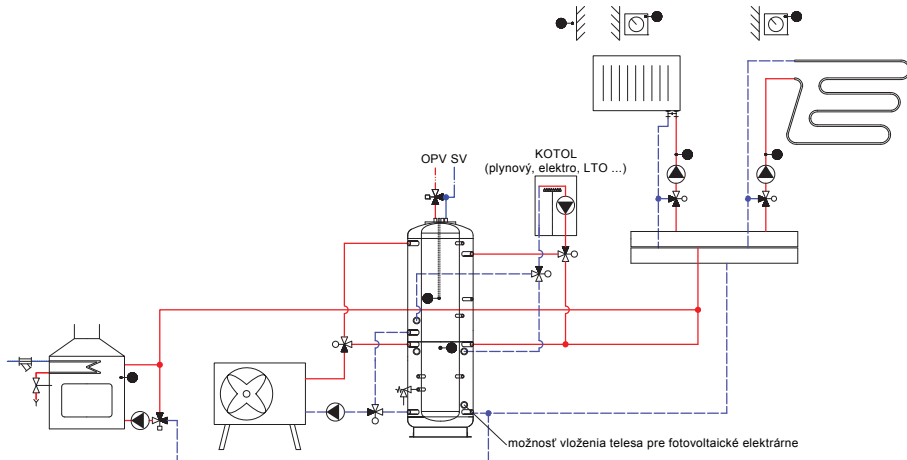 OPV SV
KOTOL
(plynový, elektro, LTO ...)
možnosť vloženia telesa pre fotovoltaické elektrárne